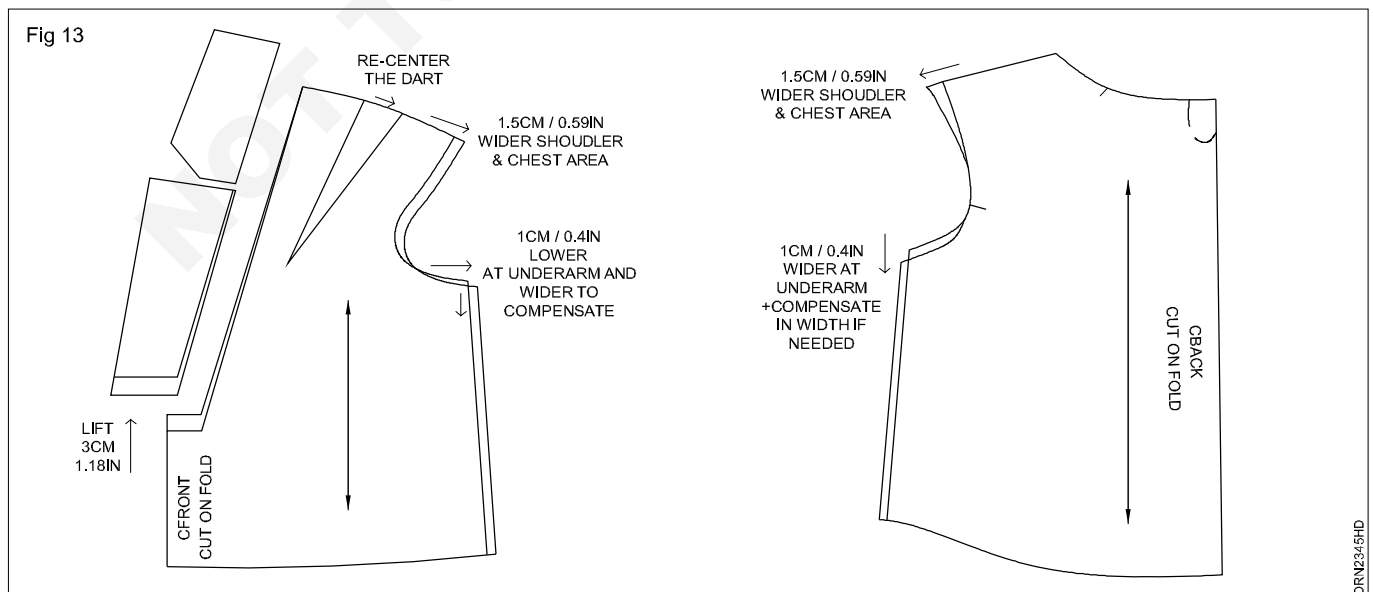 Fig 13
RE-CENTER
THE DART
1.5CM / 0.59IN
WIDER SHOUDLER
& CHEST AREA
1CM / 0.4IN
LOWER
AT UNDERARM AND
WIDER TO
COMPENSATE
LIFT
3CM
1.18IN
CFRONT
CUT ON FOLD
1.5CM / 0.59IN
WIDER SHOUDLER
& CHEST AREA
1CM / 0.4IN
WIDER AT
UNDERARM
+COMPENSATE
IN WIDTH IF
NEEDED
CBACK
CUT ON FOLD
DRN2345HD
NOT T